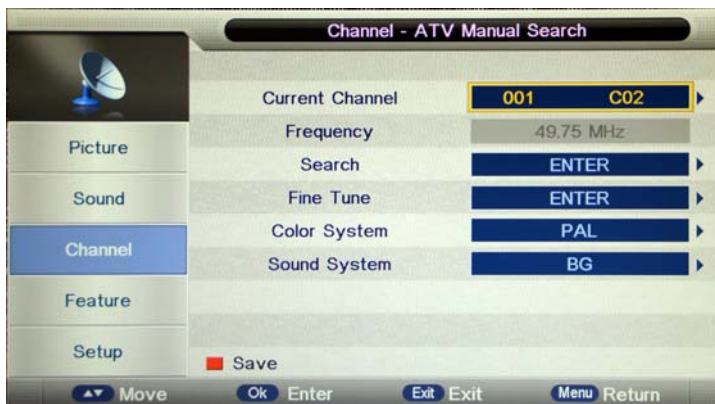 Channel - ATV Manual Search
Picture
Sound
Channel
Feature
Setup
Current Channel 001 C02
Frequency 49.75 MHz
Search ENTER
Fine Tune ENTER
Color System PAL
Sound System BG
Save
Move Ok Enter Exit Exit Menu Return